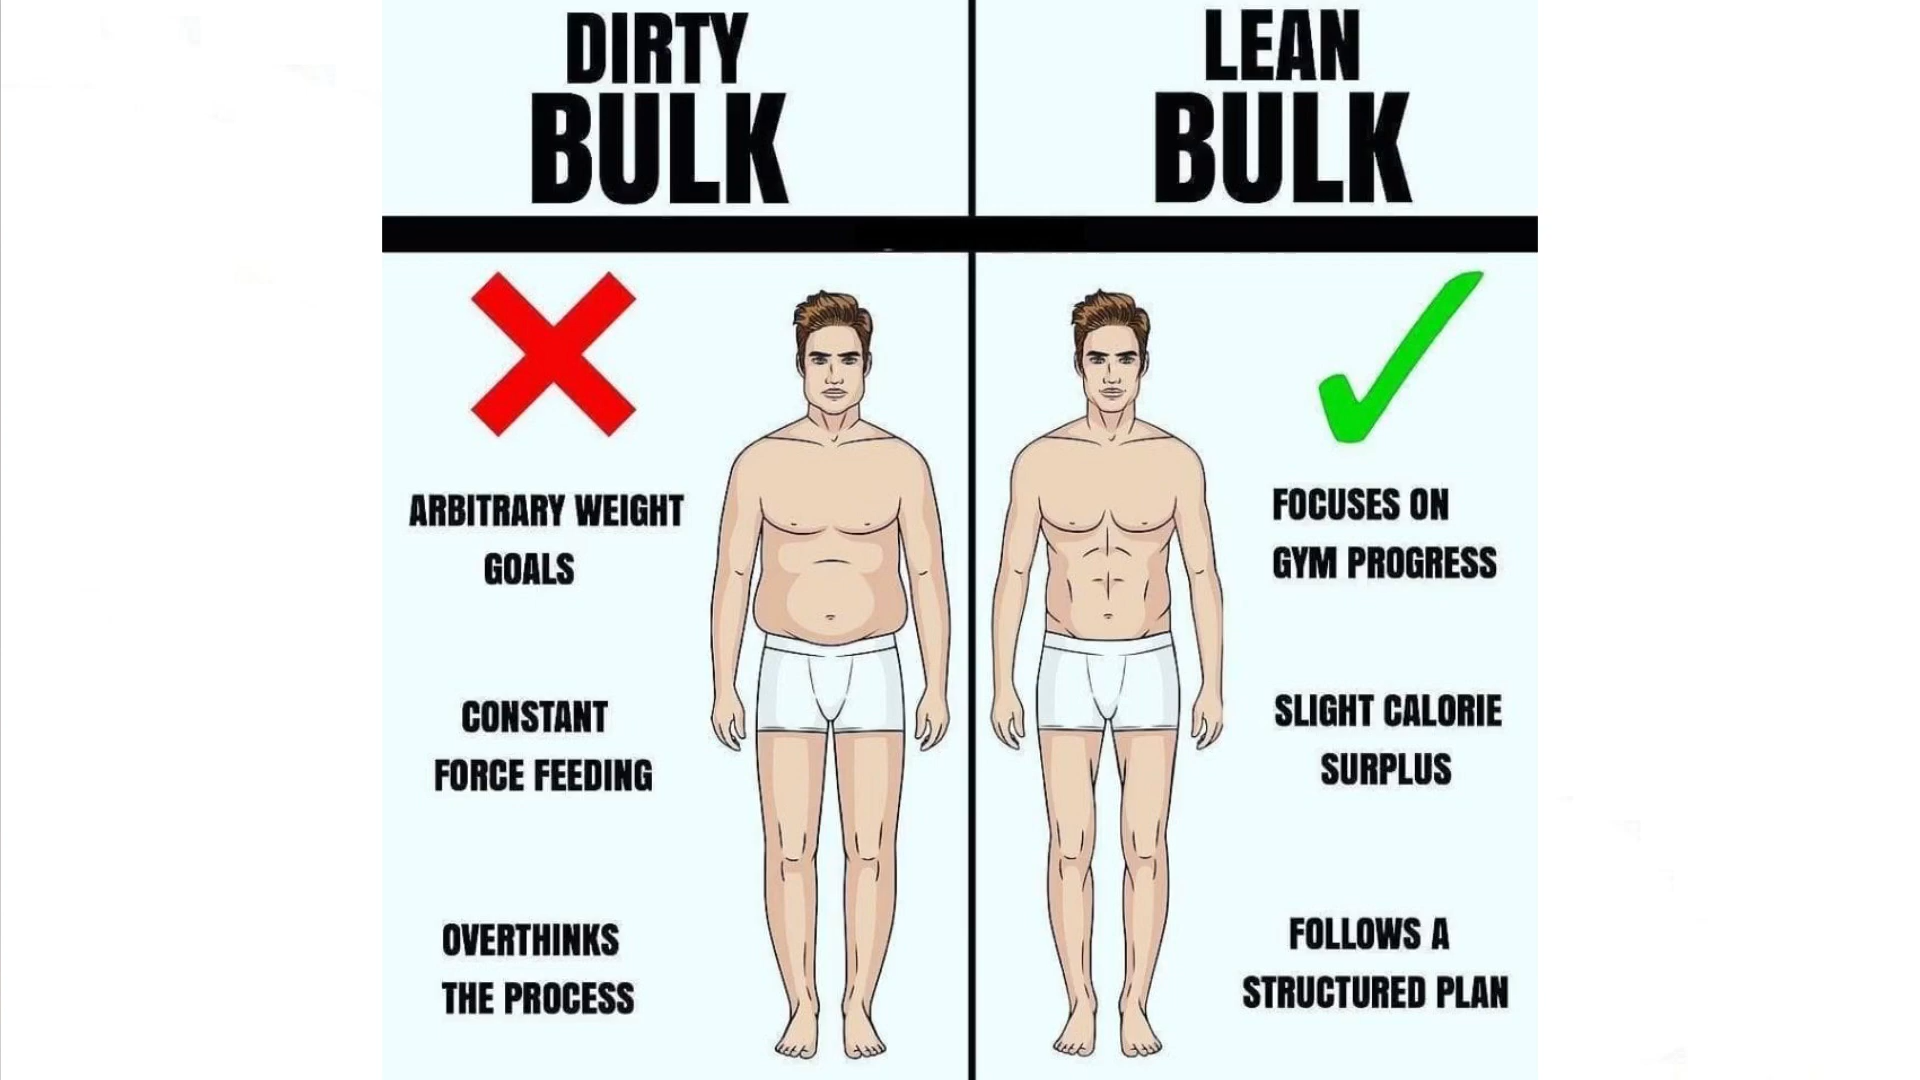 DIRTY
BULK
LEAN
BULK
ARBITRARY WEIGHT
GOALS
CONSTANT
FORCE FEEDING
OVERTHINKS
THE PROCESS
FOCUSES ON
GYM PROGRESS
SLIGHT CALORIE
SURPLUS
FOLLOWS A
STRUCTURED PLAN